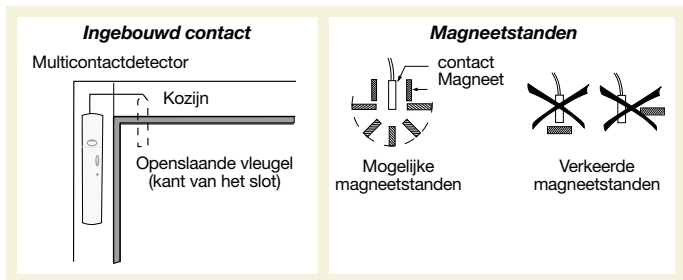 Ingebouwd contact
Multicontactdetector
Kozijn
Openslaande vleugel
(kant van het slot)
Magneetstanden
contact
Magneet
Mogelijke
magneetstanden
Verkeerde
magneetstanden